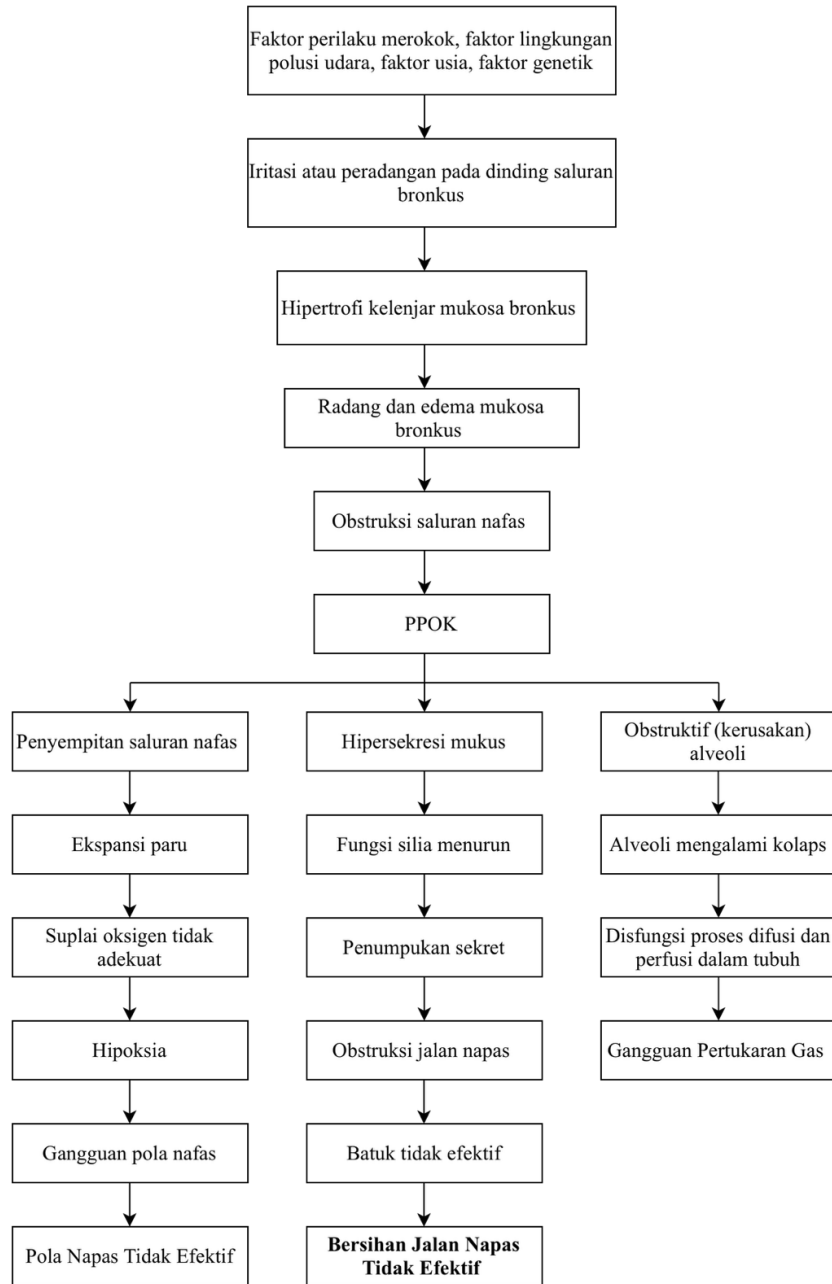 Faktor perilaku merokok, faktor lingkungan
polusi udara, faktor usia, faktor genetik
Iritasi atau peradangan pada dinding saluran
bronkus
Hipertrofi kelenjar mukosa bronkus
Radang dan edema mukosa
bronkus
Obstruksi saluran nafas
PPOK
Penyempitan saluran nafas
Ekspansi paru
Suplai oksigen tidak
adekuat
Hipoksia
Gangguan pola nafas
Pola Napas Tidak Efektif
Hipersekresi mukus
Fungsi silia menurun
Penumpukan sekret
Obstruksi jalan napas
Batuk tidak efektif
Bersihan Jalan Napas
Tidak Efektif
Obstruktif (kerusakan)
alveoli
Alveoli mengalami kolaps
Disfungsi proses difusi dan
perfusi dalam tubuh
Gangguan Pertukaran Gas